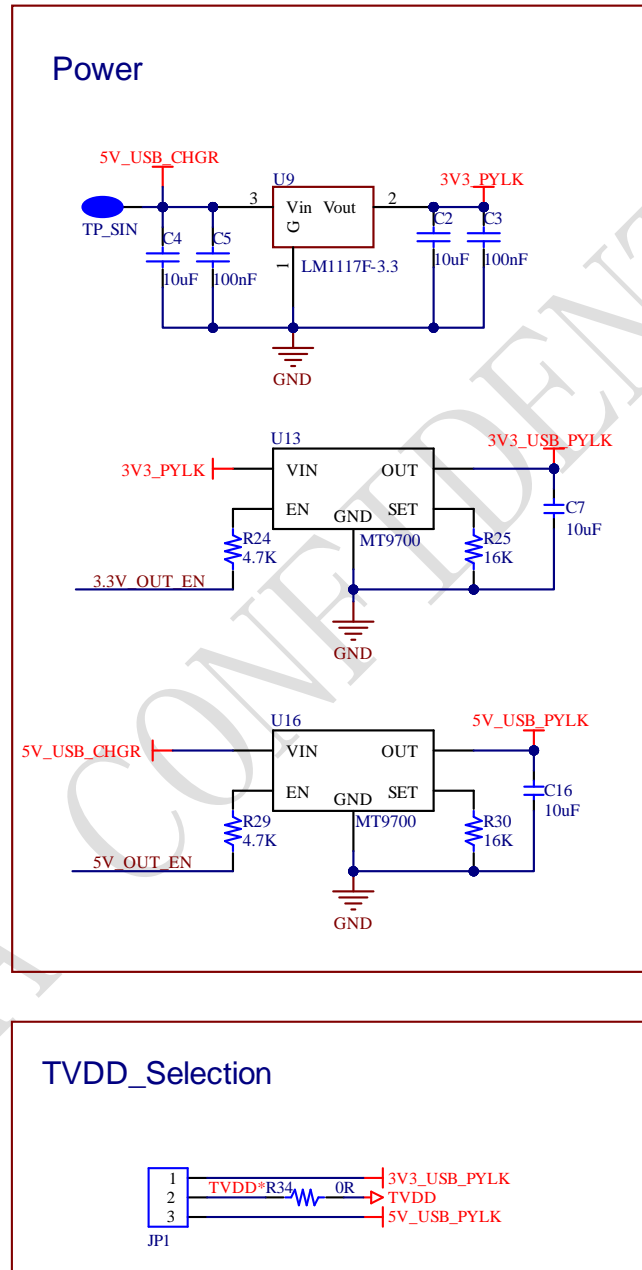 Power
5V_USB_CHGR
TP_SIN
U9
3 Vin Vout 2
G
1
LM1117F-3.3
3V3_PYLK
C4
10uF
C5
100nF
C2
10uF
C3
100nF
GND
U13
3V3_PYLK
VIN OUT
EN GND SET
MT9700
3V3_USB_PYLK
C7
10uF
R24
4.7K
R25
16K
3.3V_OUT_EN
GND
U16
5V_USB_CHGR
VIN OUT
EN GND SET
MT9700
5V_USB_PYLK
C16
10uF
R29
4.7K
R30
16K
5V_OUT_EN
GND
CONFIDENT
TVDD_Selection
1 3V3_USB_PYLK
2 TVDD*R34 0R TVDD
3 5V_USB_PYLK
JP1